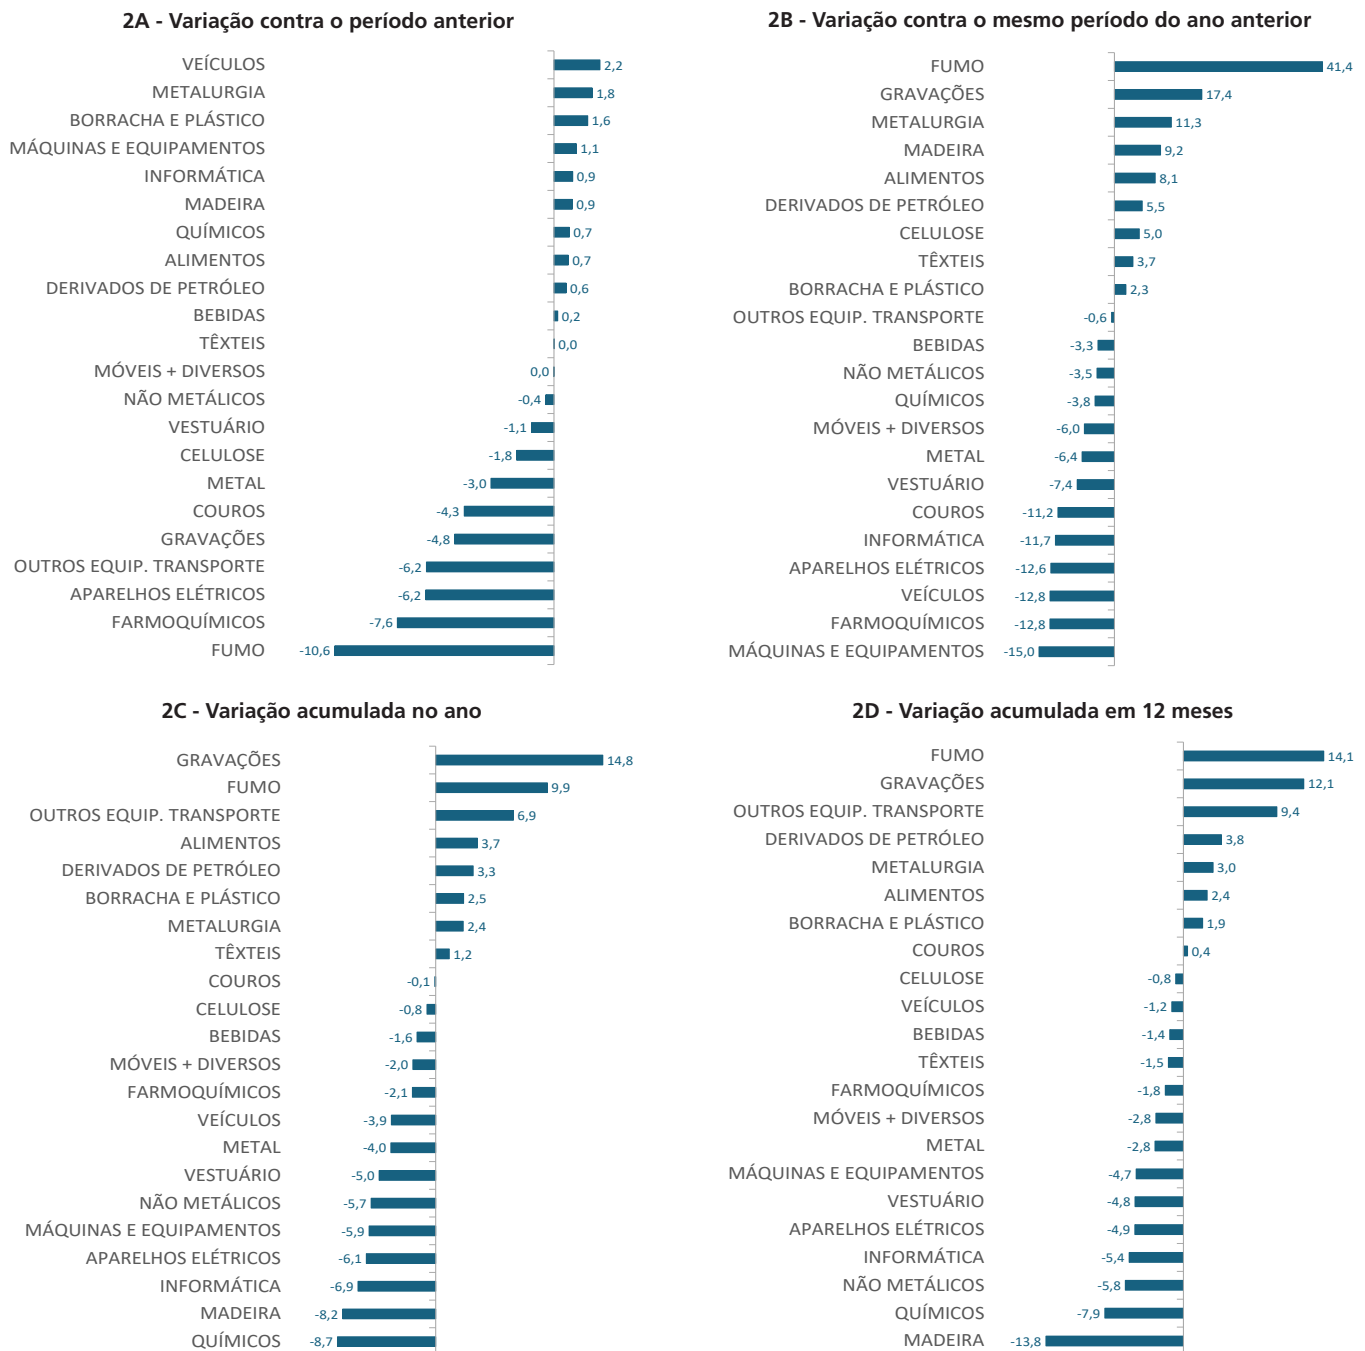 2A - Variação contra o período anterior
VEÍCULOS 2,2
METALURGIA 1,8
BORRACHA E PLÁSTICO 1,6
MÁQUINAS E EQUIPAMENTOS 1,1
INFORMÁTICA 0,9
MADEIRA 0,9
QUÍMICOS 0,7
ALIMENTOS 0,7
DERIVADOS DE PETRÓLEO 0,6
BEBIDAS 0,2
TÊXTEIS 0,0
MÓVEIS + DIVERSOS 0,0
NÃO METÁLICOS -0,4
VESTUÁRIO -1,1
CELULOSE -1,8
METAL -3,0
COUROS -4,3
GRAVAÇÕES -4,8
OUTROS EQUIP. TRANSPORTE -6,2
APARELHOS ELÉTRICOS -6,2
FARMOQUÍMICOS -7,6
FUMO -10,6
2B - Variação contra o mesmo período do ano anterior
FUMO 41,4
GRAVAÇÕES 17,4
METALURGIA 11,3
MADEIRA 9,2
ALIMENTOS 8,1
DERIVADOS DE PETRÓLEO 5,5
CELULOSE 5,0
TÊXTEIS 3,7
BORRACHA E PLÁSTICO 2,3
OUTROS EQUIP. TRANSPORTE -0,6
BEBIDAS -3,3
NÃO METÁLICOS -3,5
QUÍMICOS -3,8
MÓVEIS + DIVERSOS -6,0
METAL -6,4
VESTUÁRIO -7,4
COUROS -11,2
INFORMÁTICA -11,7
APARELHOS ELÉTRICOS -12,6
VEÍCULOS -12,8
FARMOQUÍMICOS -12,8
MÁQUINAS E EQUIPAMENTOS -15,0
2C - Variação acumulada no ano
GRAVAÇÕES 14,8
FUMO 9,9
OUTROS EQUIP. TRANSPORTE 6,9
ALIMENTOS 3,7
DERIVADOS DE PETRÓLEO 3,3
BORRACHA E PLÁSTICO 2,5
METALURGIA 2,4
TÊXTEIS 1,2
COUROS -0,1
CELULOSE -0,8
BEBIDAS -1,6
MÓVEIS + DIVERSOS -2,0
FARMOQUÍMICOS -2,1
VEÍCULOS -3,9
METAL -4,0
VESTUÁRIO -5,0
NÃO METÁLICOS -5,7
MÁQUINAS E EQUIPAMENTOS -5,9
APARELHOS ELÉTRICOS -6,1
INFORMÁTICA -6,9
MADEIRA -8,2
QUÍMICOS -8,7
2D - Variação acumulada em 12 meses
FUMO 14,1
GRAVAÇÕES 12,1
OUTROS EQUIP. TRANSPORTE 9,4
DERIVADOS DE PETRÓLEO 3,8
METALURGIA 3,0
ALIMENTOS 2,4
BORRACHA E PLÁSTICO 1,9
COUROS 0,4
CELULOSE -0,8
VEÍCULOS -1,2
BEBIDAS -1,4
TÊXTEIS -1,5
FARMOQUÍMICOS -1,8
MÓVEIS + DIVERSOS -2,8
METAL -2,8
MÁQUINAS E EQUIPAMENTOS -4,7
VESTUÁRIO -4,8
APARELHOS ELÉTRICOS -4,9
INFORMÁTICA -5,4
NÃO METÁLICOS -5,8
QUÍMICOS -7,9
MADEIRA -13,8